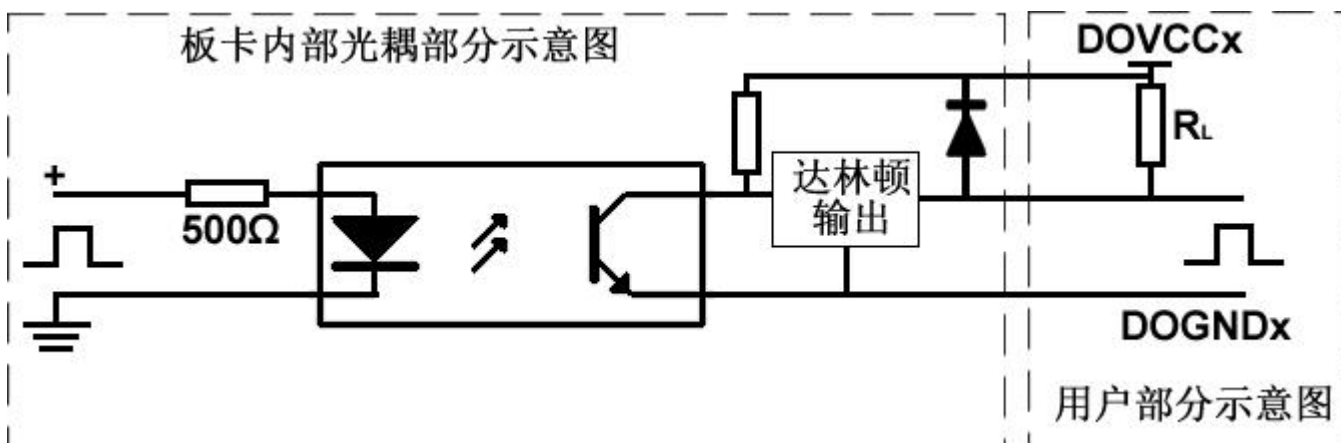 板卡内部光耦部分示意图
DOVCCx
RL
+
500Ω
达林顿
输出
DOGNDx
用户部分示意图